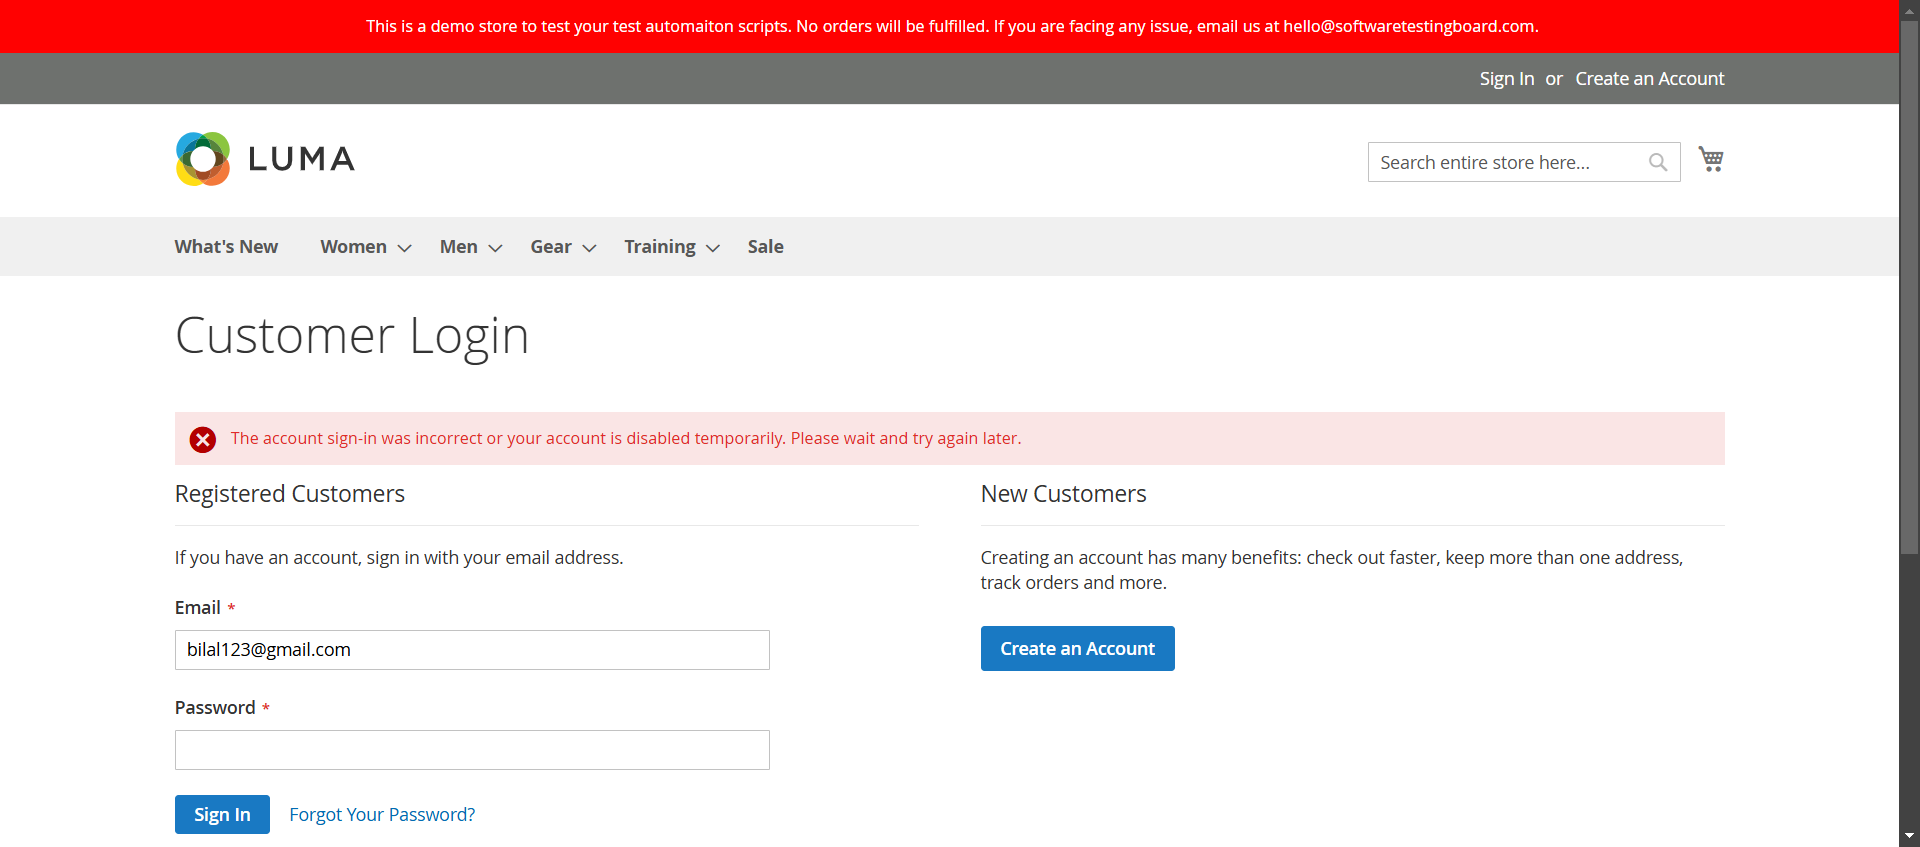 This is a demo store to test your test automaiton scripts. No orders will be fulfilled. If you are facing any issue, email us at hello@softwaretestingboard.com.
Sign In or Create an Account
LUMA
Search entire store here...
What's New Women Men Gear Training Sale
Customer Login
The account sign-in was incorrect or your account is disabled temporarily. Please wait and try again later.
Registered Customers
If you have an account, sign in with your email address.
Email *
bilal123@gmail.com
Password *
Sign In Forgot Your Password?
New Customers
Creating an account has many benefits: check out faster, keep more than one address,
track orders and more.
Create an Account